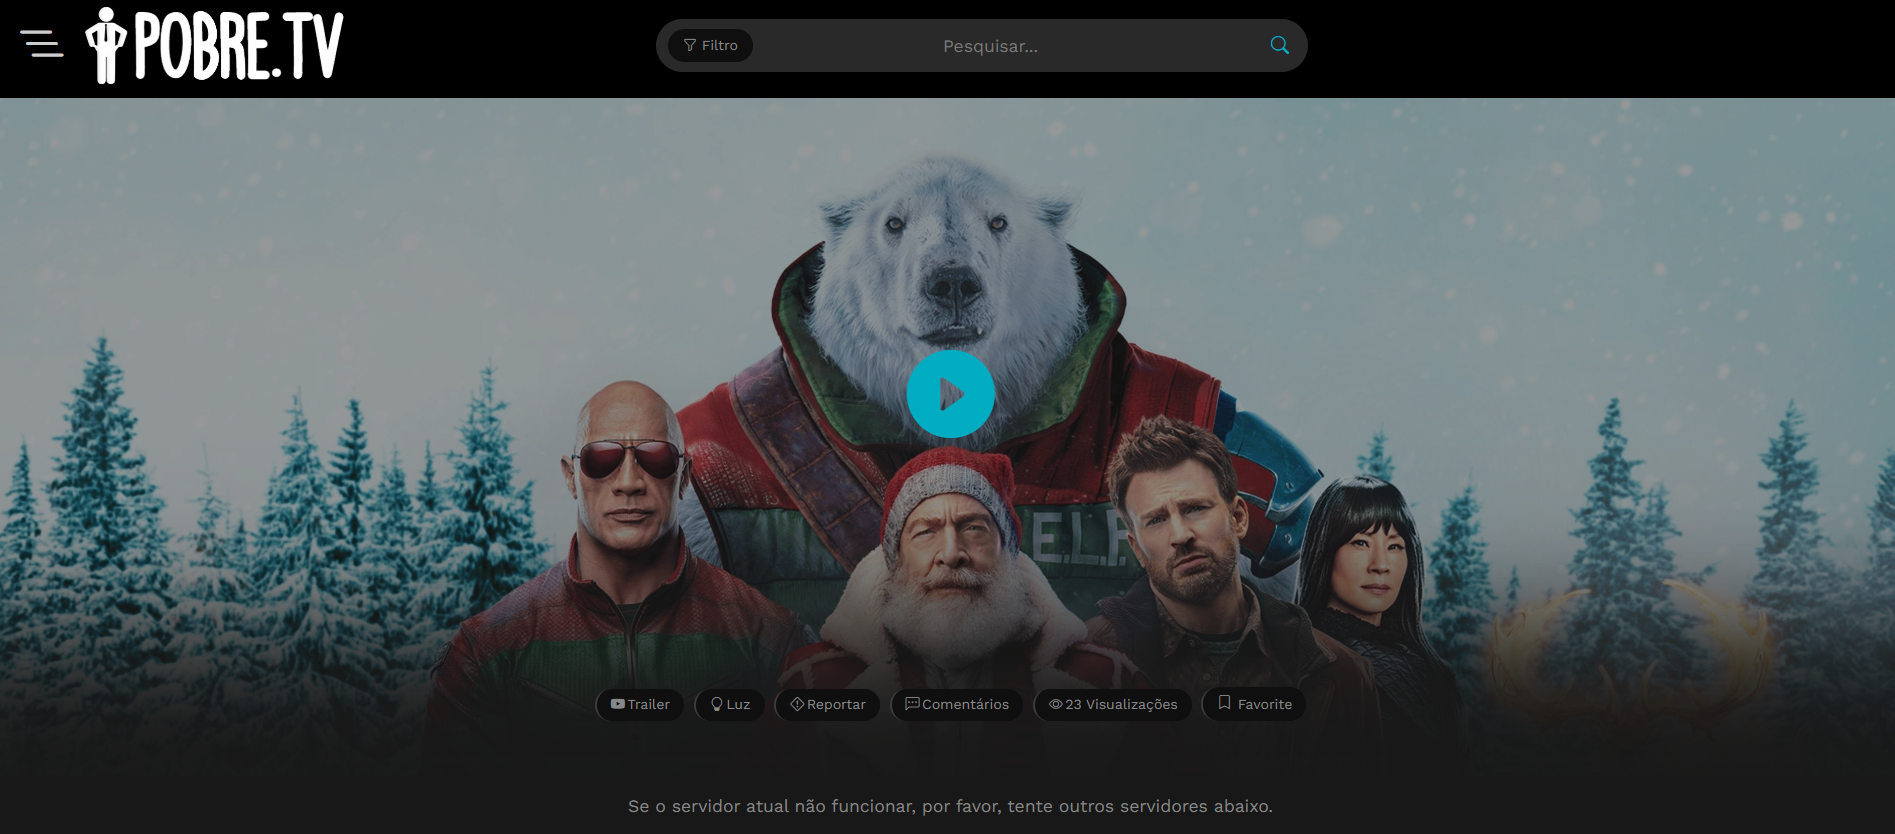 POBRE.TV
Filtro
Pesquisar...
E.L.F.
Trailer
Luz
Reportar
Comentários
23 Visualizações
Favorite
Se o servidor atual não funcionar, por favor, tente outros servidores abaixo.